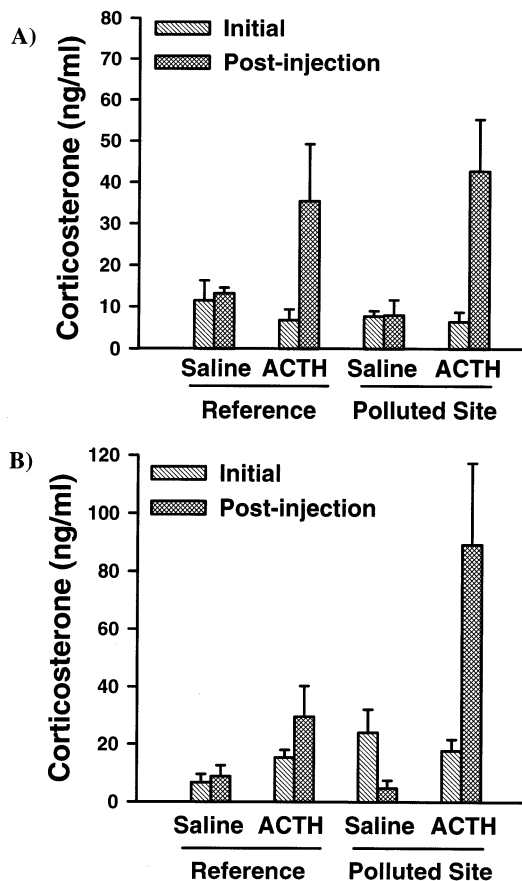 A)
Corticosterone (ng/ml)
80
70
60
50
40
30
20
10
0
Initial
Post-injection
Saline ACTH Saline ACTH
Reference Polluted Site
B)
Corticosterone (ng/ml)
120
100
80
60
40
20
0
Initial
Post-injection
Saline ACTH Saline ACTH
Reference Polluted Site